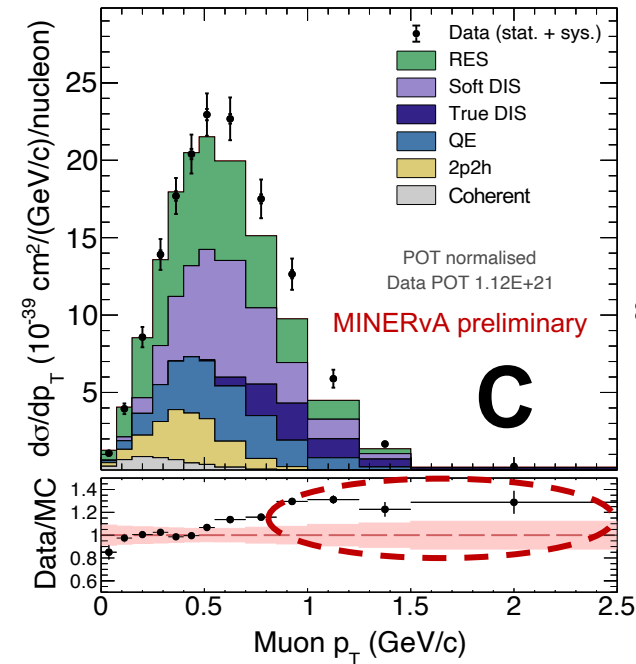 Data (stat. + sys.)
RES
Soft DIS
True DIS
QE
2p2h
Coherent
POT normalised
Data POT 1.12E+21
MINERvA preliminary
C
dσ/dp_T (10^-39 cm^2/(GeV/c)/nucleon)
25
20
15
10
5
Data/MC
1.4
1.2
1
0.8
0.6
0 0.5 1 1.5 2 2.5
Muon p_T (GeV/c)